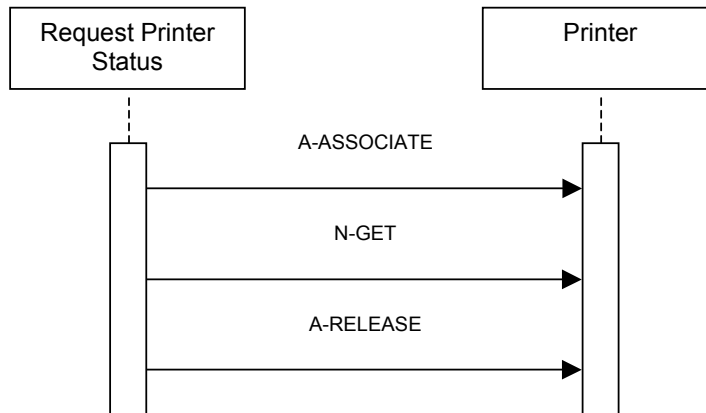 Request Printer
Status
Printer
A-ASSOCIATE
N-GET
A-RELEASE